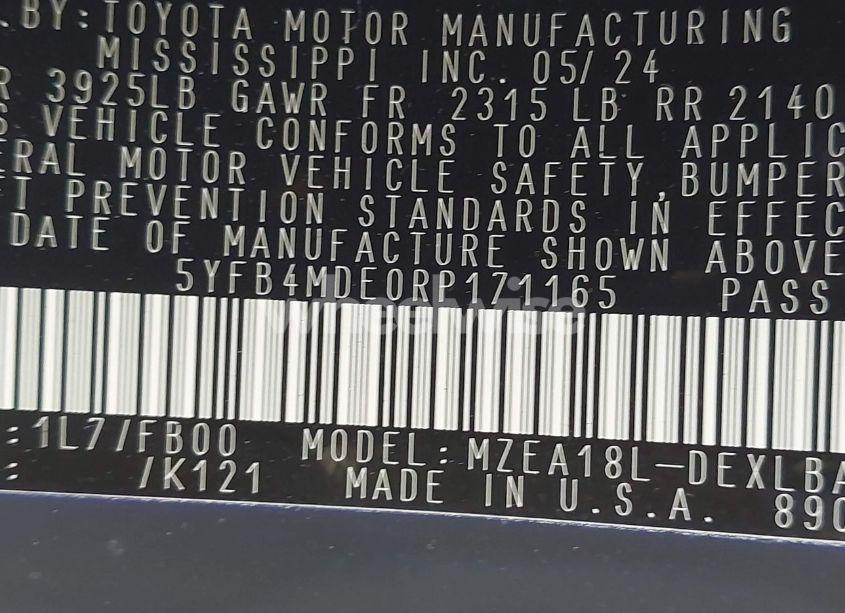 . BY: TOYOTA MOTOR MANUFACTURING
MISSISSIPPI INC. 05/24
R 3925LB GAWR FR 2315 LB RR 2140
S VEHICLE CONFORMS TO ALL APPLIC
ERAL MOTOR VEHICLE SAFETY, BUMPER
T PREVENTION STANDARDS IN EFFEC
DATE OF MANUFACTURE SHOWN ABOVE
5YFB4MDE0RP171165 PASS
wheelwise
:1L7/FB00 MODEL: MZEA18L-DEXLBA
: /K121 MADE IN U.S.A. 890